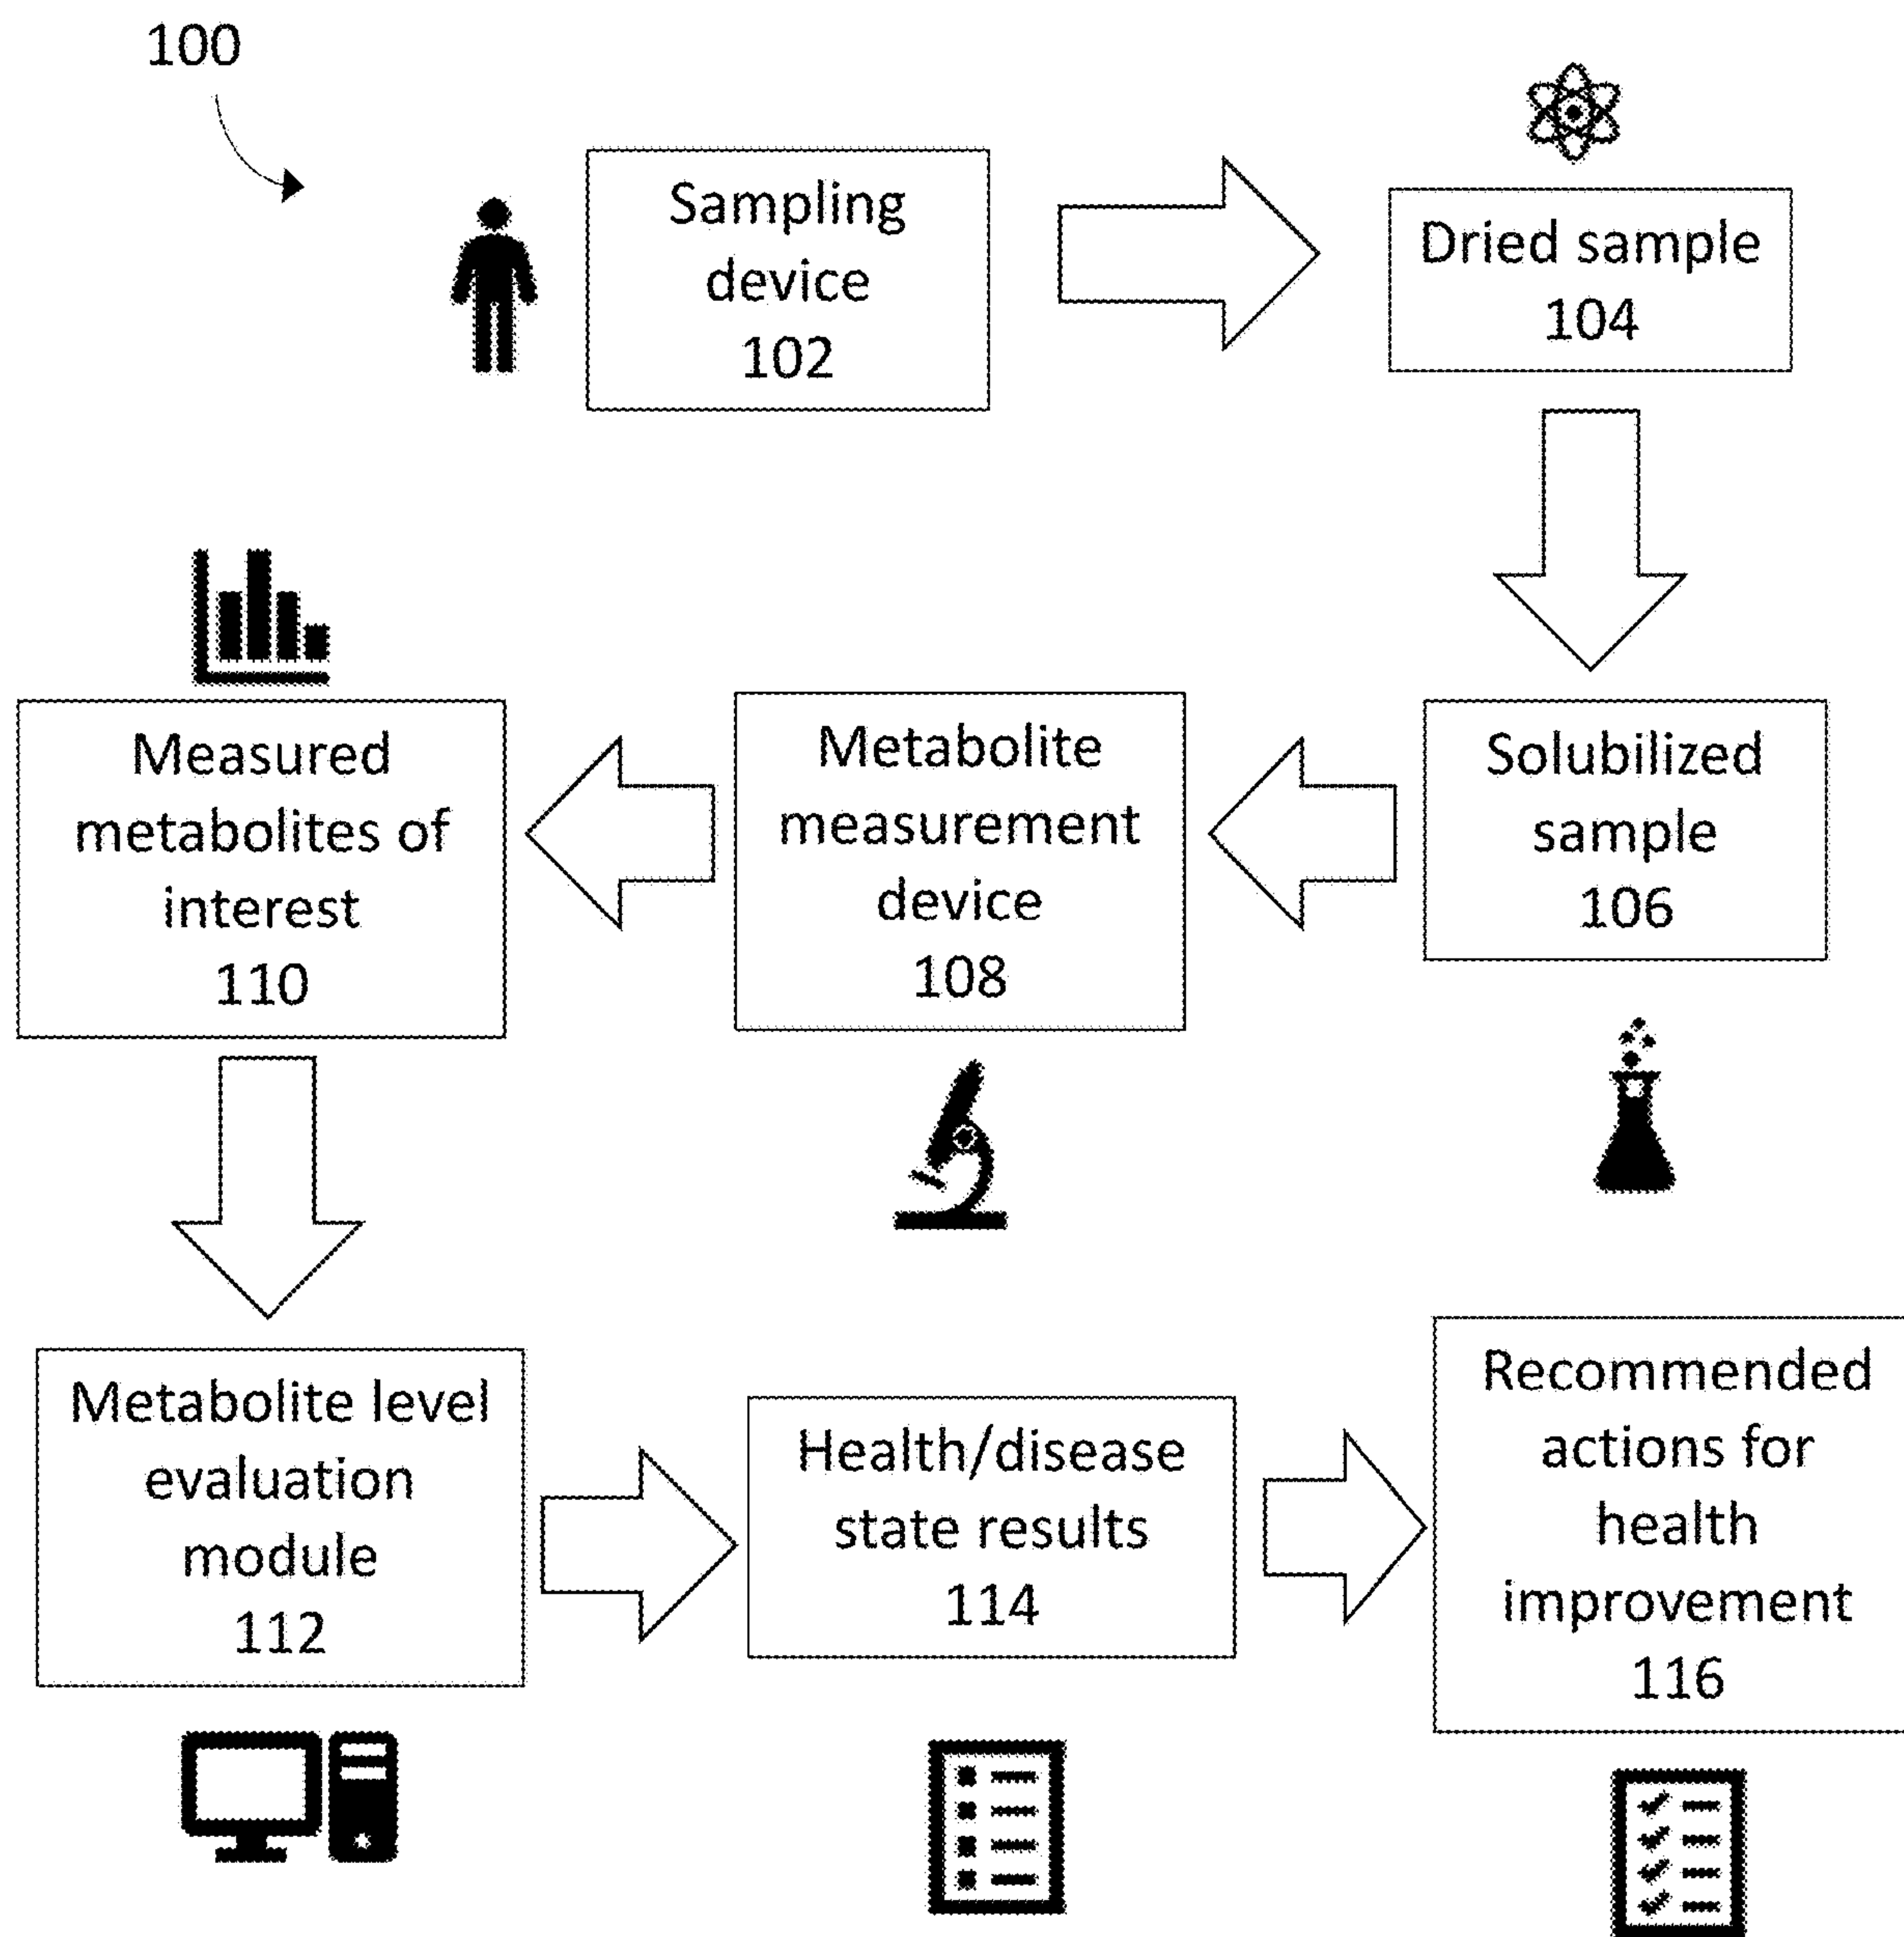 100
Sampling
device
102
Dried sample
104
Solubilized
sample
106
Metabolite
measurement
device
108
Measured
metabolites of
interest
110
Metabolite level
evaluation
module
112
Health/disease
state results
114
Recommended
actions for
health
improvement
116